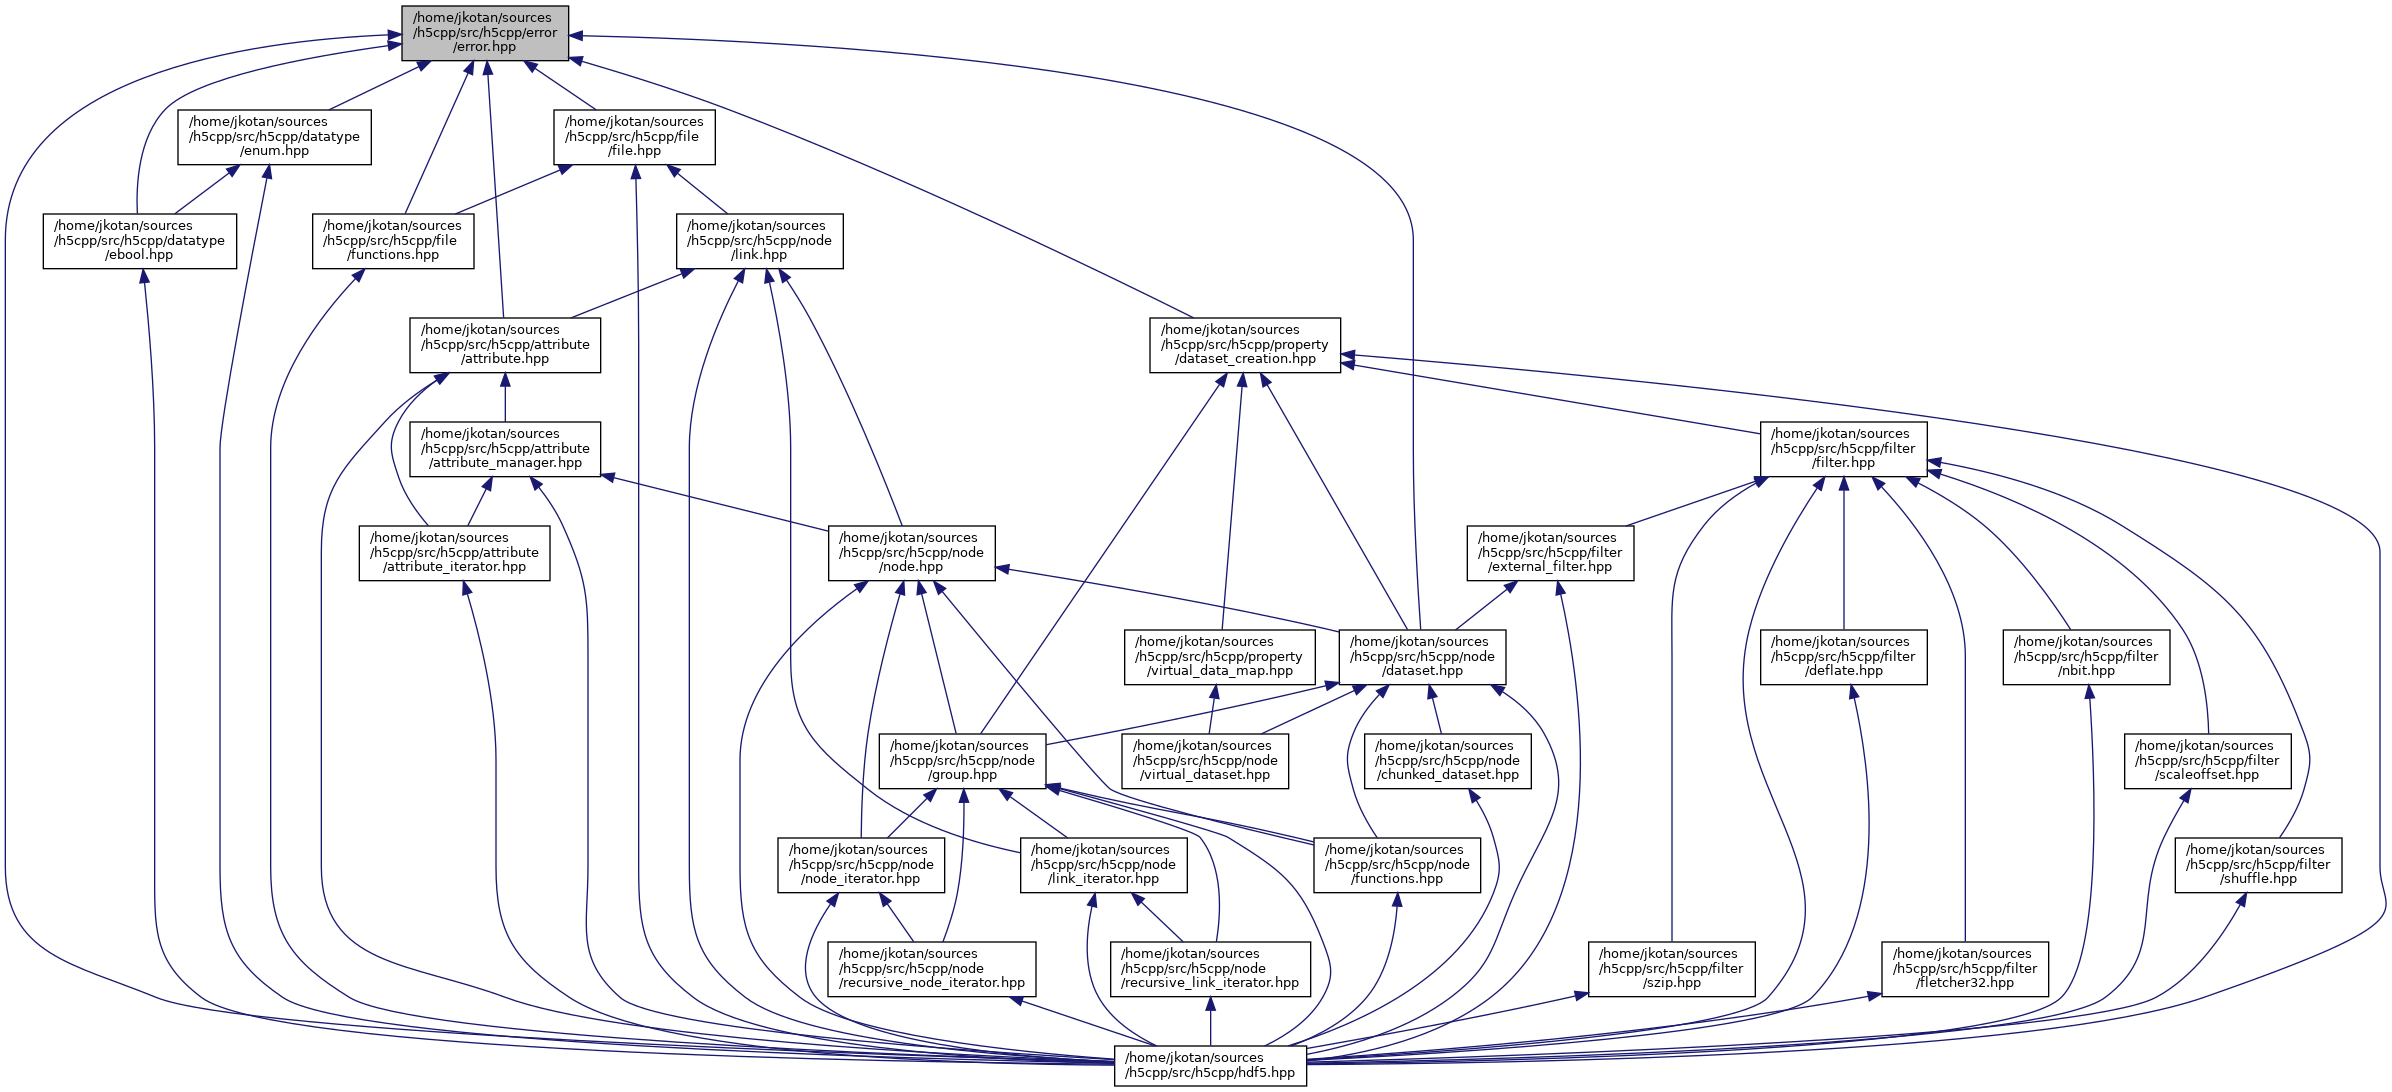 /home/jkotan/sources
/h5cpp/src/h5cpp/error
/error.hpp
/home/jkotan/sources
/h5cpp/src/h5cpp/datatype
/enum.hpp
/home/jkotan/sources
/h5cpp/src/h5cpp/file
/file.hpp
/home/jkotan/sources
/h5cpp/src/h5cpp/datatype
/ebool.hpp
/home/jkotan/sources
/h5cpp/src/h5cpp/file
/functions.hpp
/home/jkotan/sources
/h5cpp/src/h5cpp/node
/link.hpp
/home/jkotan/sources
/h5cpp/src/h5cpp/attribute
/attribute.hpp
/home/jkotan/sources
/h5cpp/src/h5cpp/property
/dataset_creation.hpp
/home/jkotan/sources
/h5cpp/src/h5cpp/attribute
/attribute_manager.hpp
/home/jkotan/sources
/h5cpp/src/h5cpp/filter
/filter.hpp
/home/jkotan/sources
/h5cpp/src/h5cpp/attribute
/attribute_iterator.hpp
/home/jkotan/sources
/h5cpp/src/h5cpp/node
/node.hpp
/home/jkotan/sources
/h5cpp/src/h5cpp/filter
/external_filter.hpp
/home/jkotan/sources
/h5cpp/src/h5cpp/property
/virtual_data_map.hpp
/home/jkotan/sources
/h5cpp/src/h5cpp/node
/dataset.hpp
/home/jkotan/sources
/h5cpp/src/h5cpp/filter
/deflate.hpp
/home/jkotan/sources
/h5cpp/src/h5cpp/filter
/nbit.hpp
/home/jkotan/sources
/h5cpp/src/h5cpp/node
/group.hpp
/home/jkotan/sources
/h5cpp/src/h5cpp/node
/virtual_dataset.hpp
/home/jkotan/sources
/h5cpp/src/h5cpp/node
/chunked_dataset.hpp
/home/jkotan/sources
/h5cpp/src/h5cpp/filter
/scaleoffset.hpp
/home/jkotan/sources
/h5cpp/src/h5cpp/node
/node_iterator.hpp
/home/jkotan/sources
/h5cpp/src/h5cpp/node
/link_iterator.hpp
/home/jkotan/sources
/h5cpp/src/h5cpp/node
/functions.hpp
/home/jkotan/sources
/h5cpp/src/h5cpp/filter
/shuffle.hpp
/home/jkotan/sources
/h5cpp/src/h5cpp/node
/recursive_node_iterator.hpp
/home/jkotan/sources
/h5cpp/src/h5cpp/node
/recursive_link_iterator.hpp
/home/jkotan/sources
/h5cpp/src/h5cpp/filter
/szip.hpp
/home/jkotan/sources
/h5cpp/src/h5cpp/filter
/fletcher32.hpp
/home/jkotan/sources
/h5cpp/src/h5cpp/hdf5.hpp